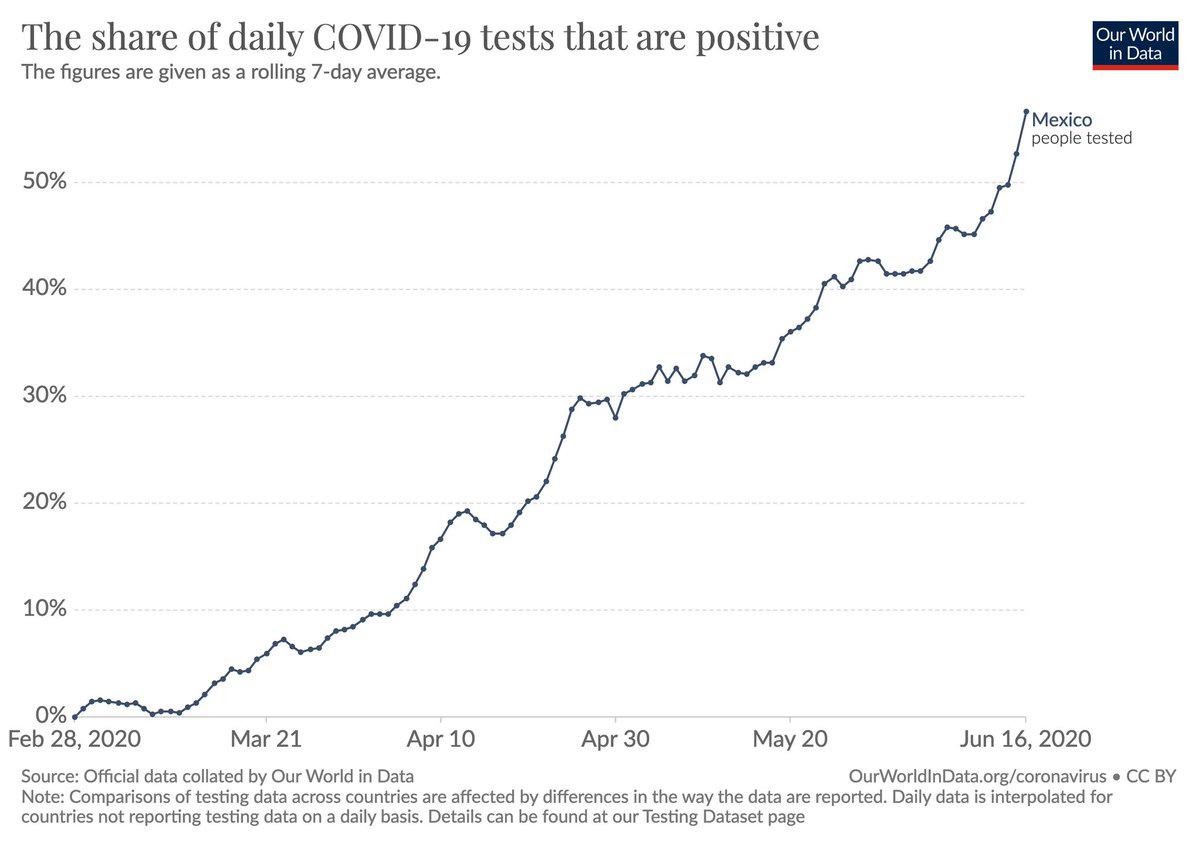 The share of daily COVID-19 tests that are positive
The figures are given as a rolling 7-day average.
Our World
in Data
Mexico
people tested
50%
40%
30%
20%
10%
0%
Feb 28, 2020
Mar 21
Apr 10
Apr 30
May 20
Jun 16, 2020
Source: Official data collated by Our World in Data
OurWorldInData.org/coronavirus • CC BY
Note: Comparisons of testing data across countries are affected by differences in the way the data are reported. Daily data is interpolated for
countries not reporting testing data on a daily basis. Details can be found at our Testing Dataset page